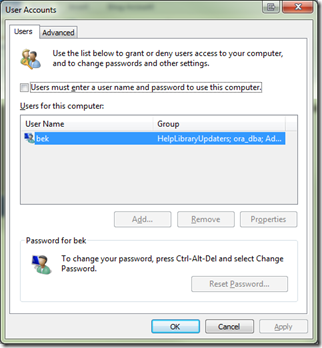 User Accounts
Users
Advanced
Use the list below to grant or deny users access to your computer,
and to change passwords and other settings.
Users must enter a user name and password to use this computer.
Users for this computer:
User Name Group
bek HelpLibraryUpdaters; ora_dba; Ad...
Add... Remove Properties
Password for bek
To change your password, press Ctrl-Alt-Del and select Change
Password.
Reset Password...
OK Cancel Apply